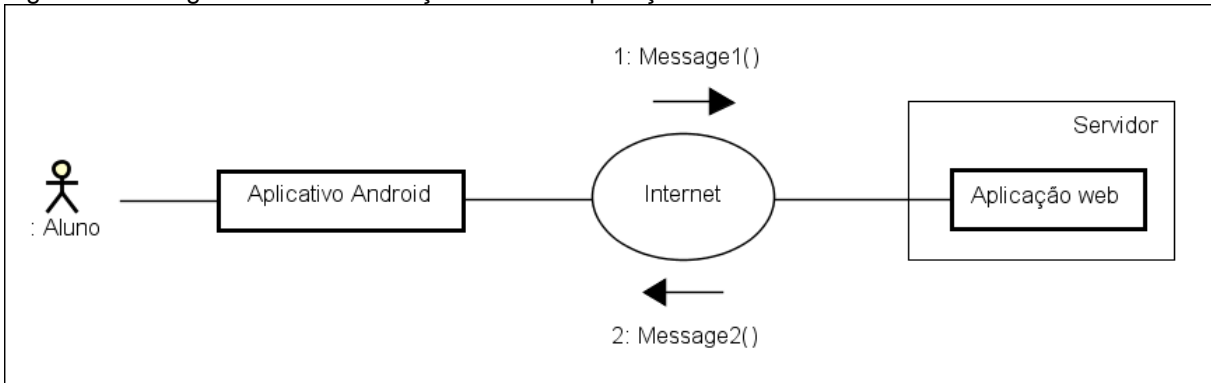 1: Message1()
Servidor
Aplicativo Android
Internet
Aplicação web
: Aluno
2: Message2()